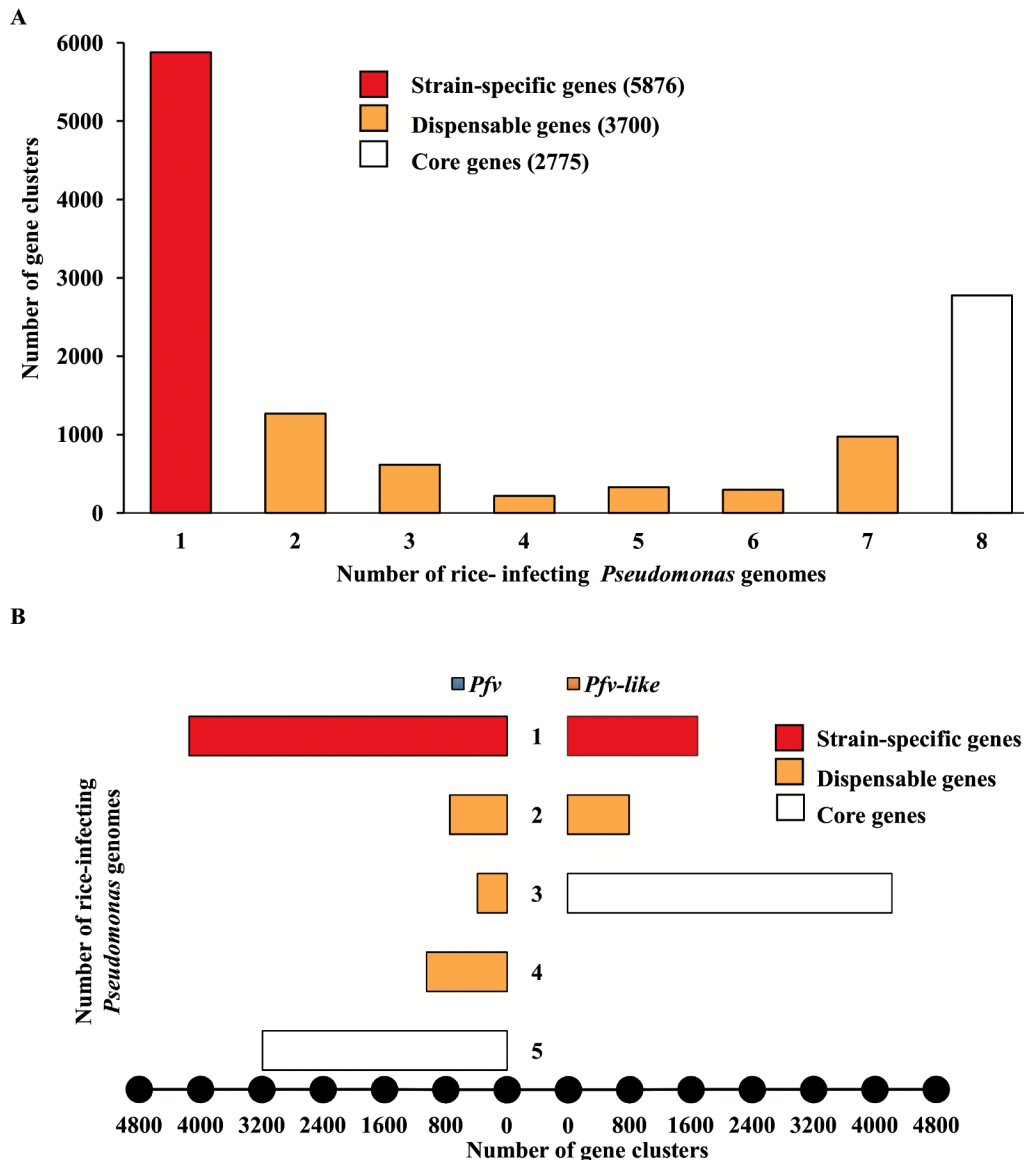 A
6000
5000
4000
3000
2000
1000
0
Number of gene clusters
Strain-specific genes (5876)
Dispensable genes (3700)
Core genes (2775)
1 2 3 4 5 6 7 8
Number of rice- infecting Pseudomonas genomes
B
Pfv Pfv-like
Strain-specific genes
Dispensable genes
Core genes
Number of rice-infecting
Pseudomonas genomes
1
2
3
4
5
4800 4000 3200 2400 1600 800 0 0 800 1600 2400 3200 4000 4800
Number of gene clusters